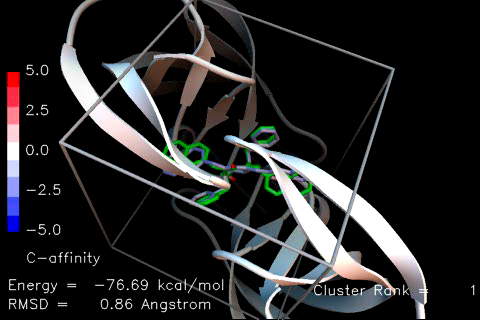 5.0
2.5
0.0
−2.5
−5.0
C−affinity
Energy = −76.69 kcal/mol
RMSD = 0.86 Angstrom
Cluster Rank = 1